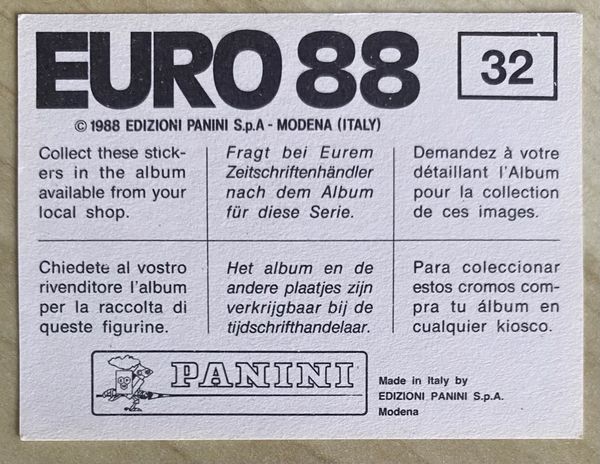 EURO 88
32
© 1988 EDIZIONI PANINI S.p.A - MODENA (ITALY)
Collect these stick-
ers in the album
available from your
local shop.
Fragt bei Eurem
Zeitschriftenhändler
nach dem Album
für diese Serie.
Demandez à votre
détaillant l'Album
pour la collection
de ces images.
Chiedete al vostro
rivenditore l'album
per la raccolta di
queste figurine.
Het album en de
andere plaatjes zijn
verkrijgbaar bij de
tijdschrifthandelaar.
Para coleccionar
estos cromos com-
pra tu álbum en
cualquier kiosco.
PANINI
Made in Italy by
EDIZIONI PANINI S.p.A.
Modena